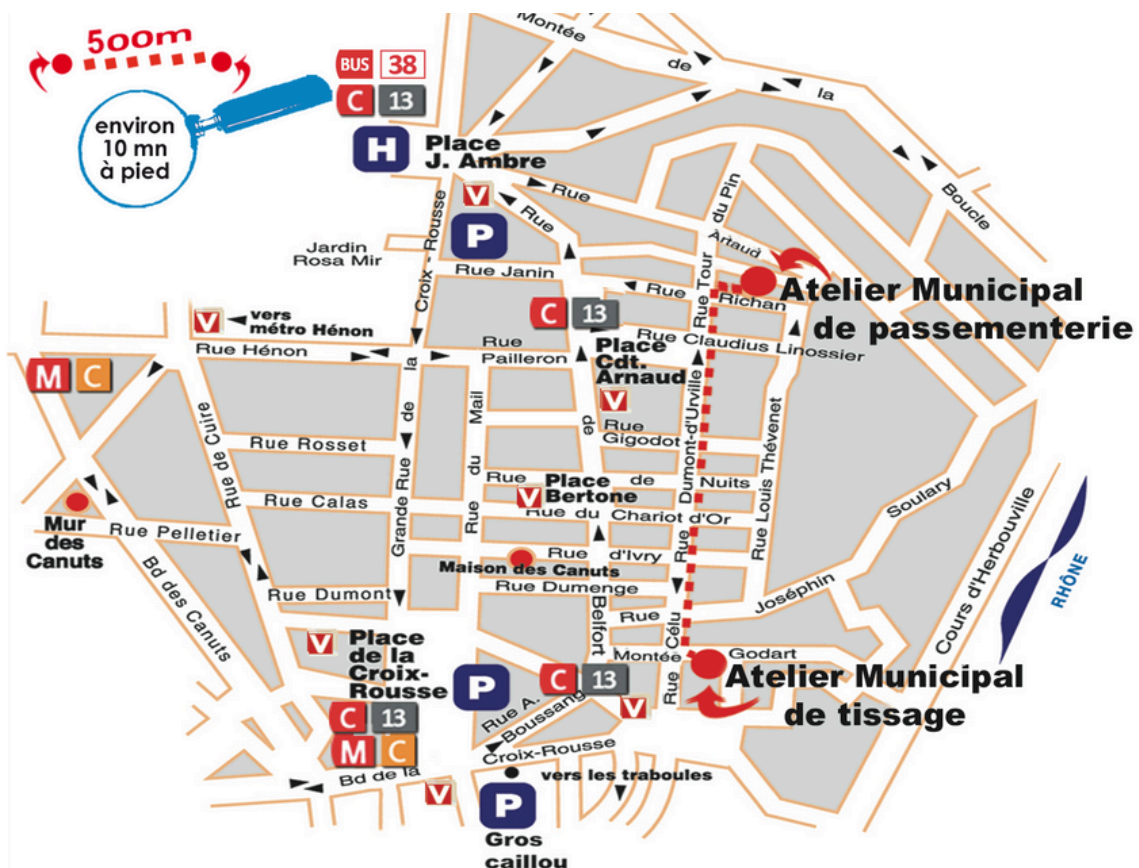 500m
environ
10 mn
à pied
BUS 38
C 13
H
Place
J. Ambre
V
P
Montée
de
la
Boucle
Rue
Rue
Jardin
Rosa Mir
Croix - Rousse
Rue Janin
Rue Tour
du Pin
Artaud
Rue
Richan
Atelier Municipal
de passementerie
V
vers
métro Hénon
C 13
Rue Hénon
Rue
Pailleron
Place
Cdt.
Arnaud
V
Rue Claudius Linossier
M C
Rue de Cuire
la
de
Grande Rue
Rue du Mail
de
Rue
Gigodot
Rue Dumont-d'Urville
Rue Louis Thévenet
Rue Rosset
Rue de Nuits
Place
Bertone
V
Rue Calas
Rue du Chariot d'Or
Soulary
Cours d'Herbouville
RHÔNE
Mur
des
Canuts
Rue Pelletier
Rue d'Ivry
Maison des Canuts
Bd des Canuts
Rue Dumont
Rue Dumenge
Belfort
Rue
Joséphin
V
Place
de la
Croix-
Rousse
P
Montée
Rue Célu
Godart
Atelier Municipal
de tissage
C 13
C 13
V
M C
Rue A.
Boussang
Croix-Rousse
Bd de la
V
vers les traboules
P
Gros
caillou